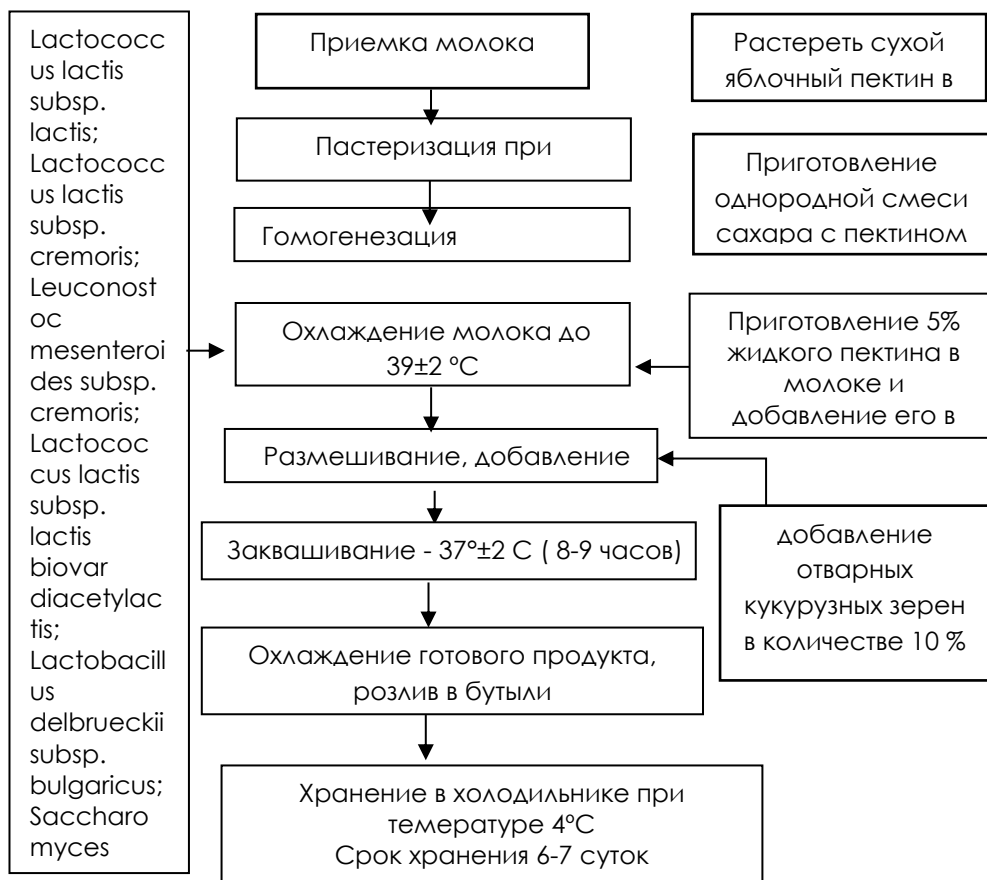 Lactococc
us lactis
subsp.
lactis;
Lactococc
us lactis
subsp.
cremoris;
Leuconost
oc
mesenteroi
des subsp.
cremoris;
Lactococ
cus lactis
subsp.
lactis
biovar
diacetylac
tis;
Lactobacill
us
delbrueckii
subsp.
bulgaricus;
Saccharo
myces
Приемка молока
Пастеризация при
Гомогенезация
Охлаждение молока до
39±2 ºС
Размешивание, добавление
Заквашивание - 37°±2 С ( 8-9 часов)
Охлаждение готового продукта,
розлив в бутыли
Хранение в холодильнике при
темературе 4ºС
Срок хранения 6-7 суток
Растереть сухой
яблочный пектин в
Приготовление
однородной смеси
сахара с пектином
Приготовление 5%
жидкого пектина в
молоке и
добавление его в
добавление
отварных
кукурузных зерен
в количестве 10 %